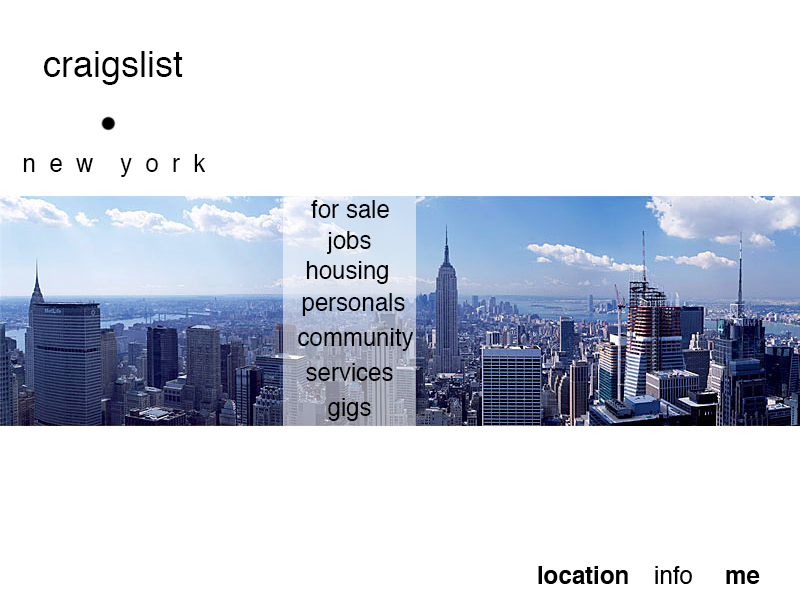 craigslist
new york
for sale
jobs
housing
personals
community
services
gigs
MetLife
location info me